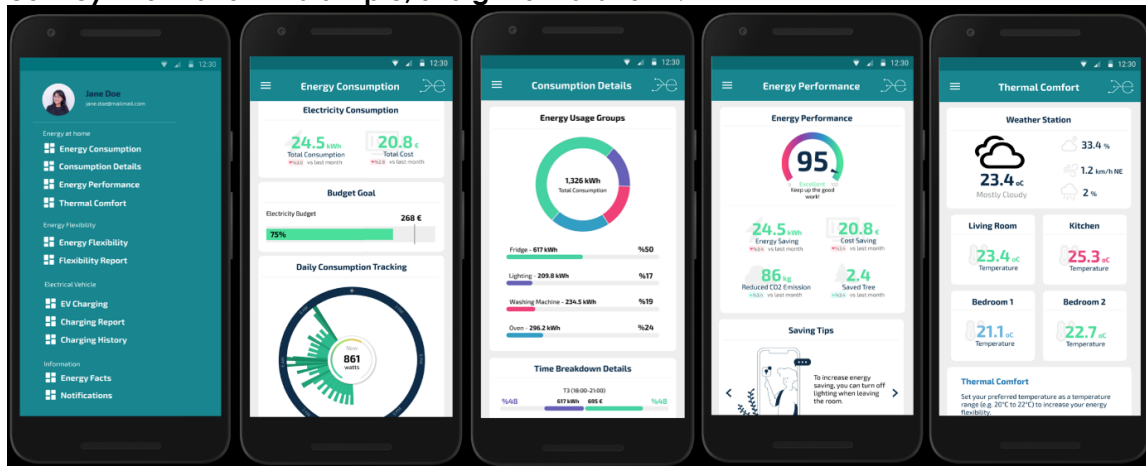 12:30
Jane Doe
jane.doe@mailmail.com
Energy at home
Energy Consumption
Consumption Details
Energy Performance
Thermal Comfort
Energy Flexibility
Energy Flexibility
Flexibility Report
Electrical Vehicle
EV Charging
Charging Report
Charging History
Information
Energy Facts
Notifications
12:30
Energy Consumption
Electricity Consumption
24.5 kWh
Total Consumption
vs last month
20.8 €
Total Cost
vs last month
Budget Goal
Electricity Budget
268 €
75%
Daily Consumption Tracking
Now
861
watts
12:30
Consumption Details
Energy Usage Groups
1,326 kWh
Total Consumption
Fridge - 617 kWh %50
Lighting - 209.8 kWh %17
Washing Machine - 234.5 kWh %19
Oven - 296.2 kWh %24
Time Breakdown Details
T3 (18:00-21:00)
%48 617 kWh 695 € %48
12:30
Energy Performance
Energy Performance
95
0 Excellent 100
Keep up the good
work!
24.5 kWh
Energy Saving
vs last month
20.8 €
Cost Saving
vs last month
86 kg
Reduced CO2 Emission
vs last month
2.4
Saved Tree
vs last month
Saving Tips
To increase energy
saving, you can turn off
lighting when leaving
the room.
12:30
Thermal Comfort
Weather Station
23.4 oC
Mostly Cloudy
33.4 %
1.2 km/h NE
2 %
Living Room
23.4 oC
Temperature
Kitchen
25.3 oC
Temperature
Bedroom 1
21.1 oC
Temperature
Bedroom 2
22.7 oC
Temperature
Thermal Comfort
Set your preferred temperature as a temperature
range (e.g. 20°C to 22°C) to increase your energy
flexibility.